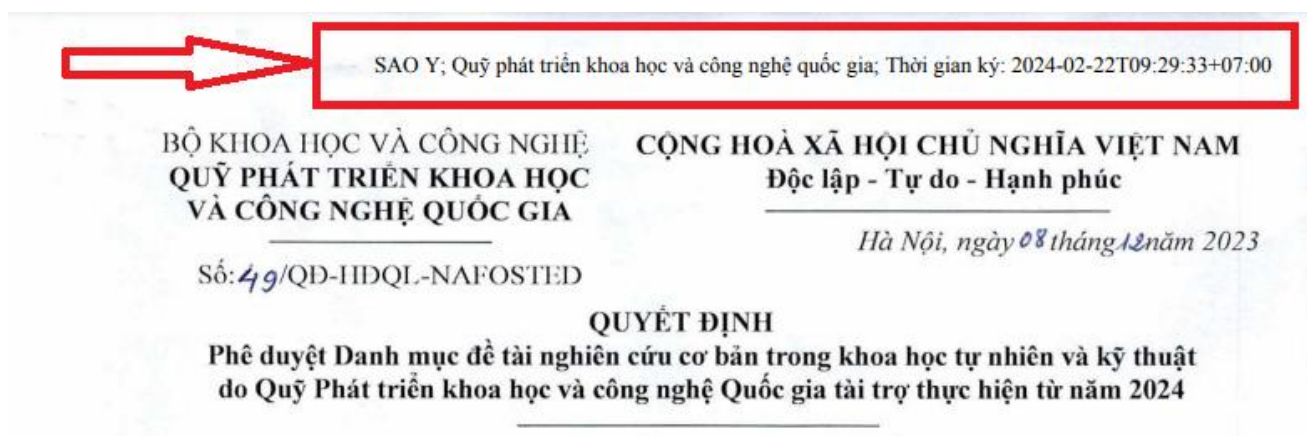 SAO Y; Quỹ phát triển khoa học và công nghệ quốc gia; Thời gian ký: 2024-02-22T09:29:33+07:00
BỘ KHOA HỌC VÀ CÔNG NGHỆ
QUỸ PHÁT TRIỂN KHOA HỌC
VÀ CÔNG NGHỆ QUỐC GIA
Số: 49/QĐ-HĐQL-NAFOSTED
CỘNG HOÀ XÃ HỘI CHỦ NGHĨA VIỆT NAM
Độc lập - Tự do - Hạnh phúc
Hà Nội, ngày 08 tháng 12 năm 2023
QUYẾT ĐỊNH
Phê duyệt Danh mục đề tài nghiên cứu cơ bản trong khoa học tự nhiên và kỹ thuật
do Quỹ Phát triển khoa học và công nghệ Quốc gia tài trợ thực hiện từ năm 2024